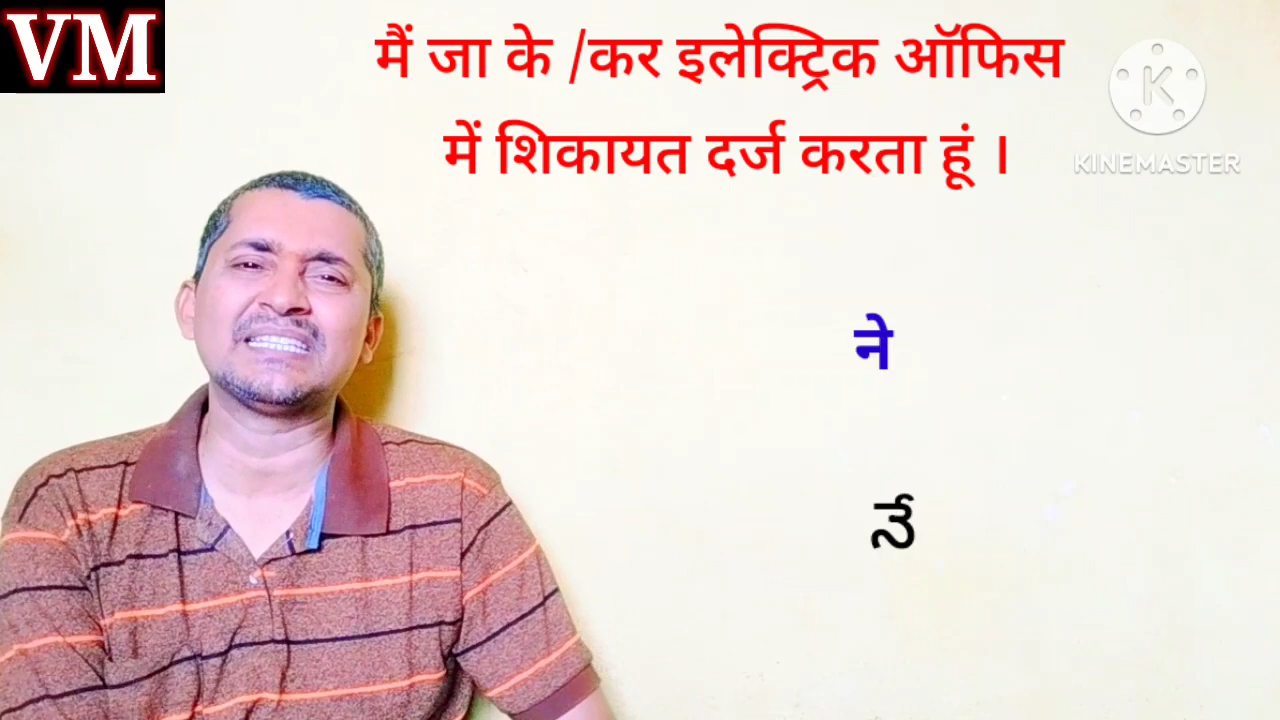 VM
मैं जा के /कर इलेक्ट्रिक ऑफिस
में शिकायत दर्ज करता हूं ।
K
KINEMASTER
ने
ને